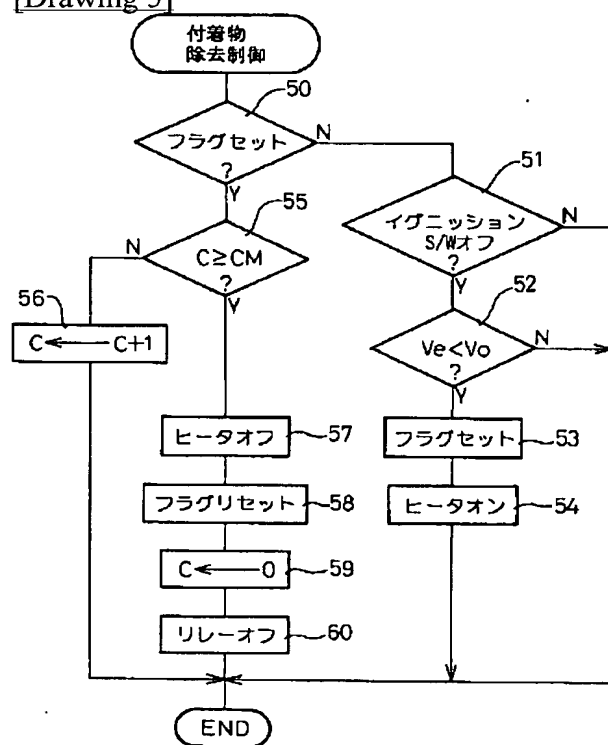 [Drawing 5]
付着物
除去制御
50
フラグセット
?
N
Y
51
イグニッション
S/Wオフ
?
N
Y
55
C≥CM
?
N
Y
52
Ve<Vo
?
N
Y
56
C ← C+1
ヒータオフ
57
フラグセット
53
フラグリセット
58
ヒータオン
54
C ← 0
59
リレーオフ
60
END